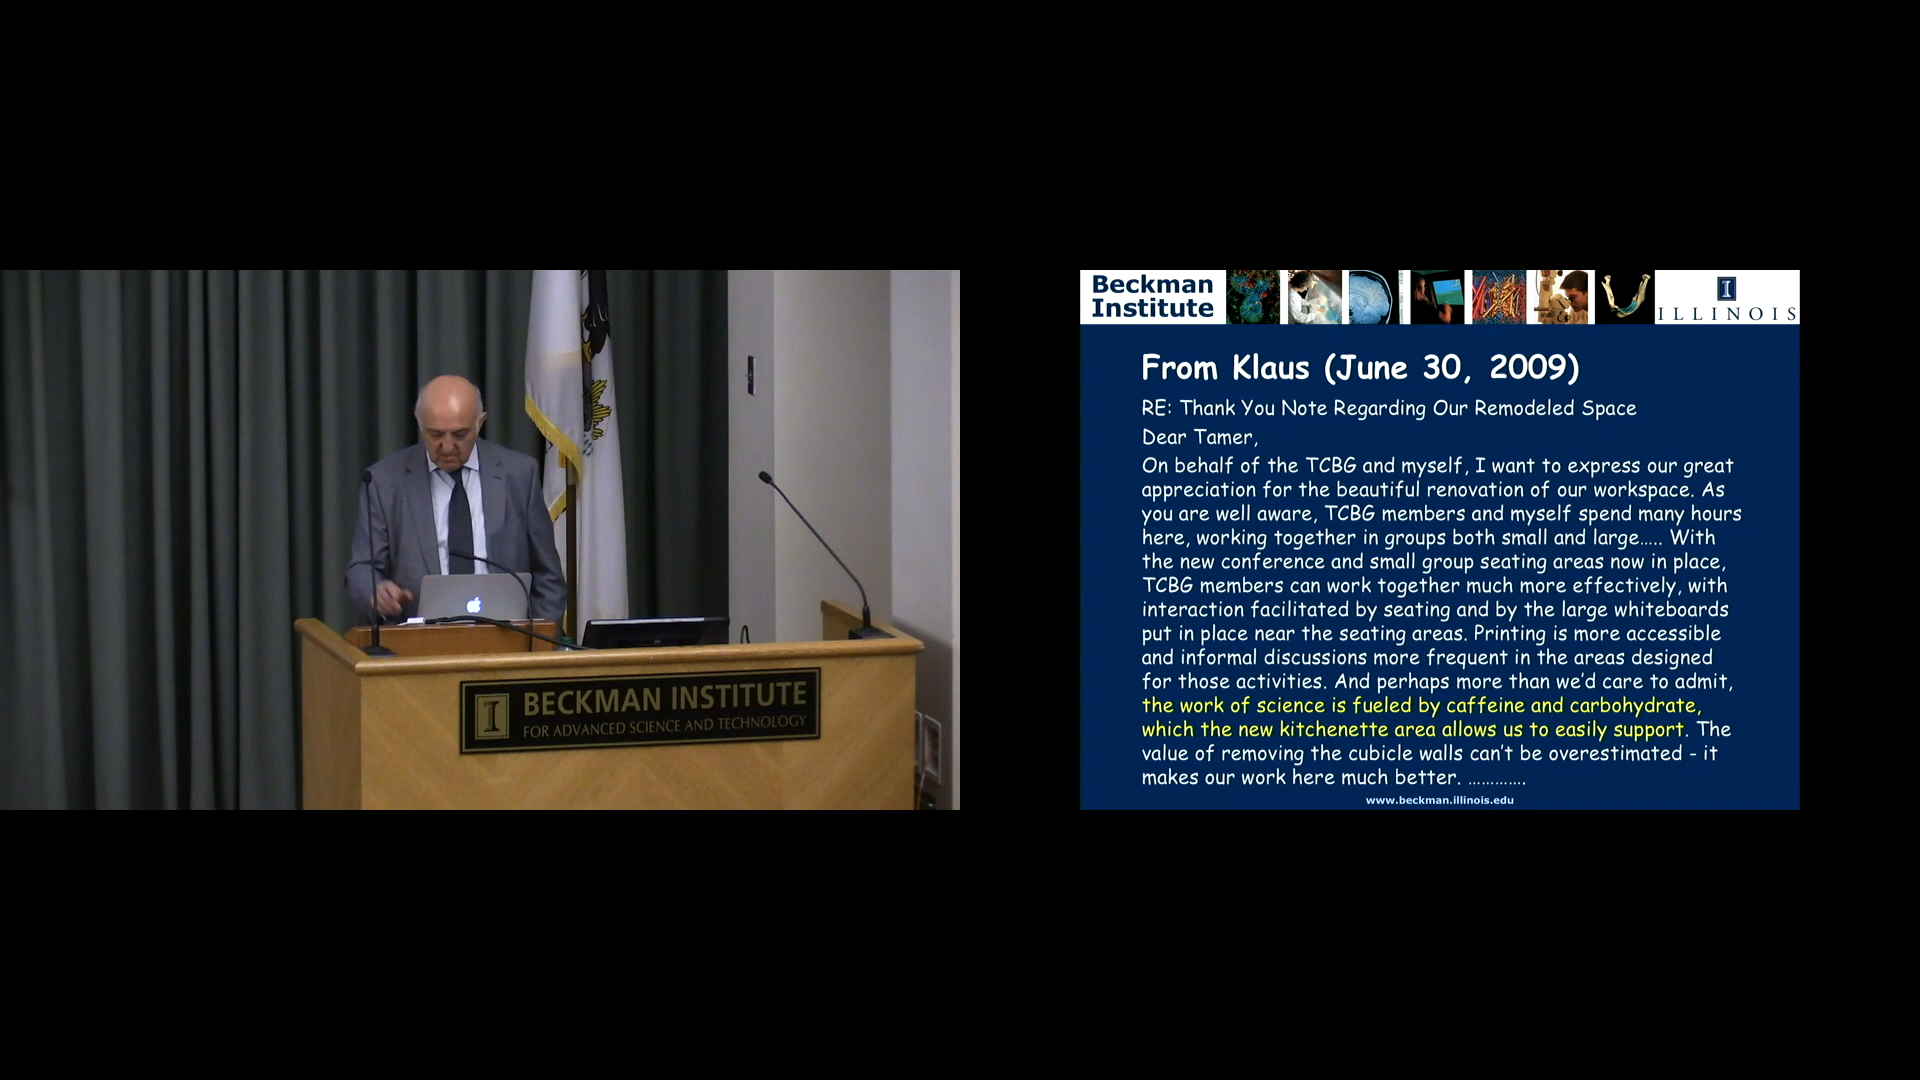 BECKMAN INSTITUTE
FOR ADVANCED SCIENCE AND TECHNOLOGY
Beckman
Institute
I
ILLINOIS
From Klaus (June 30, 2009)
RE: Thank You Note Regarding Our Remodeled Space
Dear Tamer,
On behalf of the TCBG and myself, I want to express our great
appreciation for the beautiful renovation of our workspace. As
you are well aware, TCBG members and myself spend many hours
here, working together in groups both small and large..... With
the new conference and small group seating areas now in place,
TCBG members can work together much more effectively, with
interaction facilitated by seating and by the large whiteboards
put in place near the seating areas. Printing is more accessible
and informal discussions more frequent in the areas designed
for those activities. And perhaps more than we'd care to admit,
the work of science is fueled by caffeine and carbohydrate,
which the new kitchenette area allows us to easily support. The
value of removing the cubicle walls can't be overestimated - it
makes our work here much better. .............
www.beckman.illinois.edu